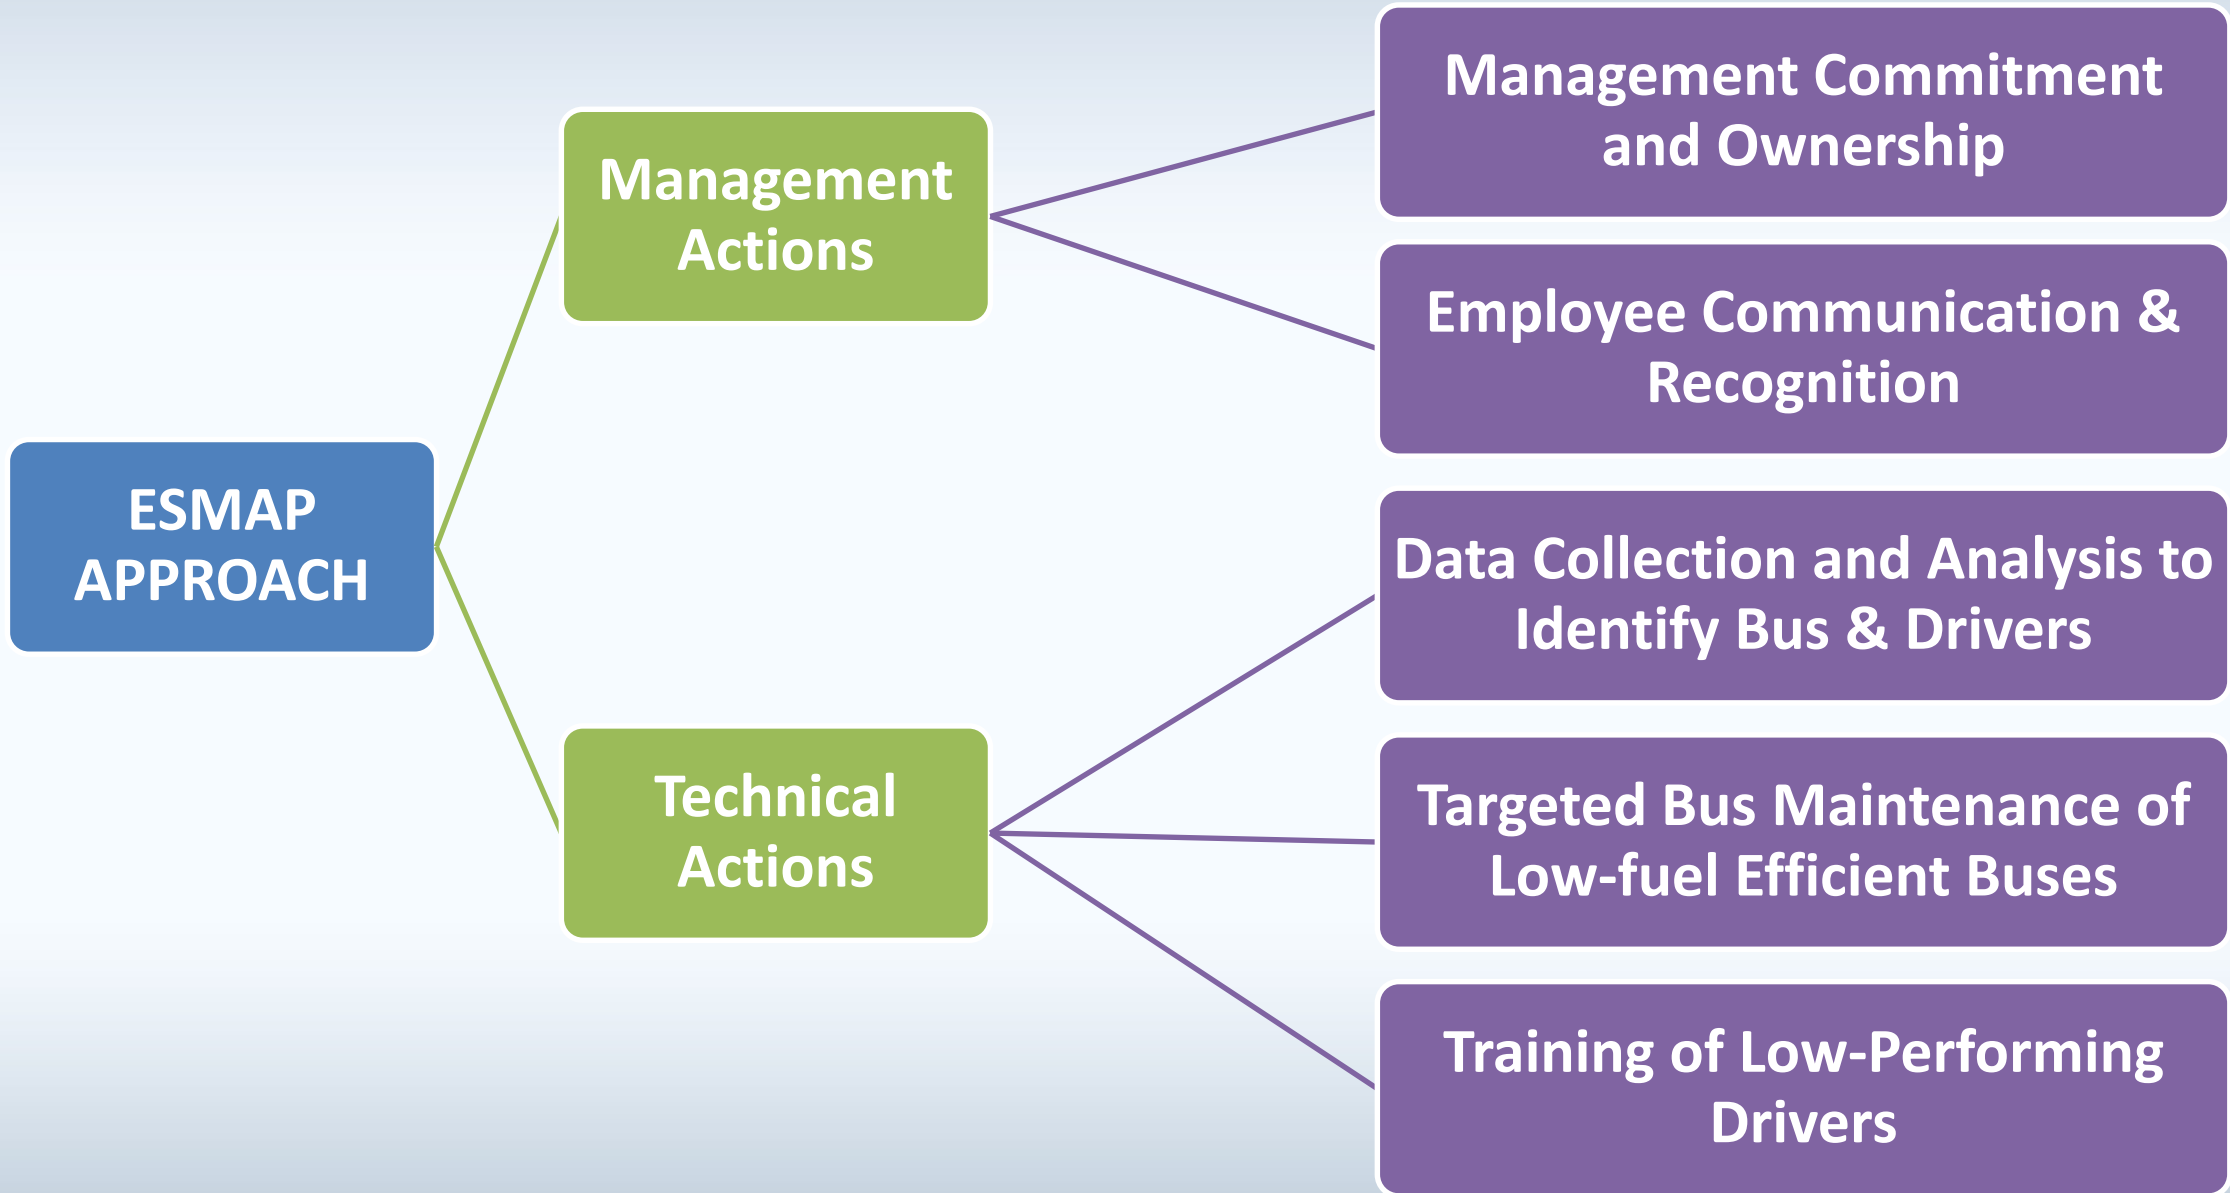 ESMAP
APPROACH
Management
Actions
Management Commitment
and Ownership
Employee Communication &
Recognition
Technical
Actions
Data Collection and Analysis to
Identify Bus & Drivers
Targeted Bus Maintenance of
Low-fuel Efficient Buses
Training of Low-Performing
Drivers